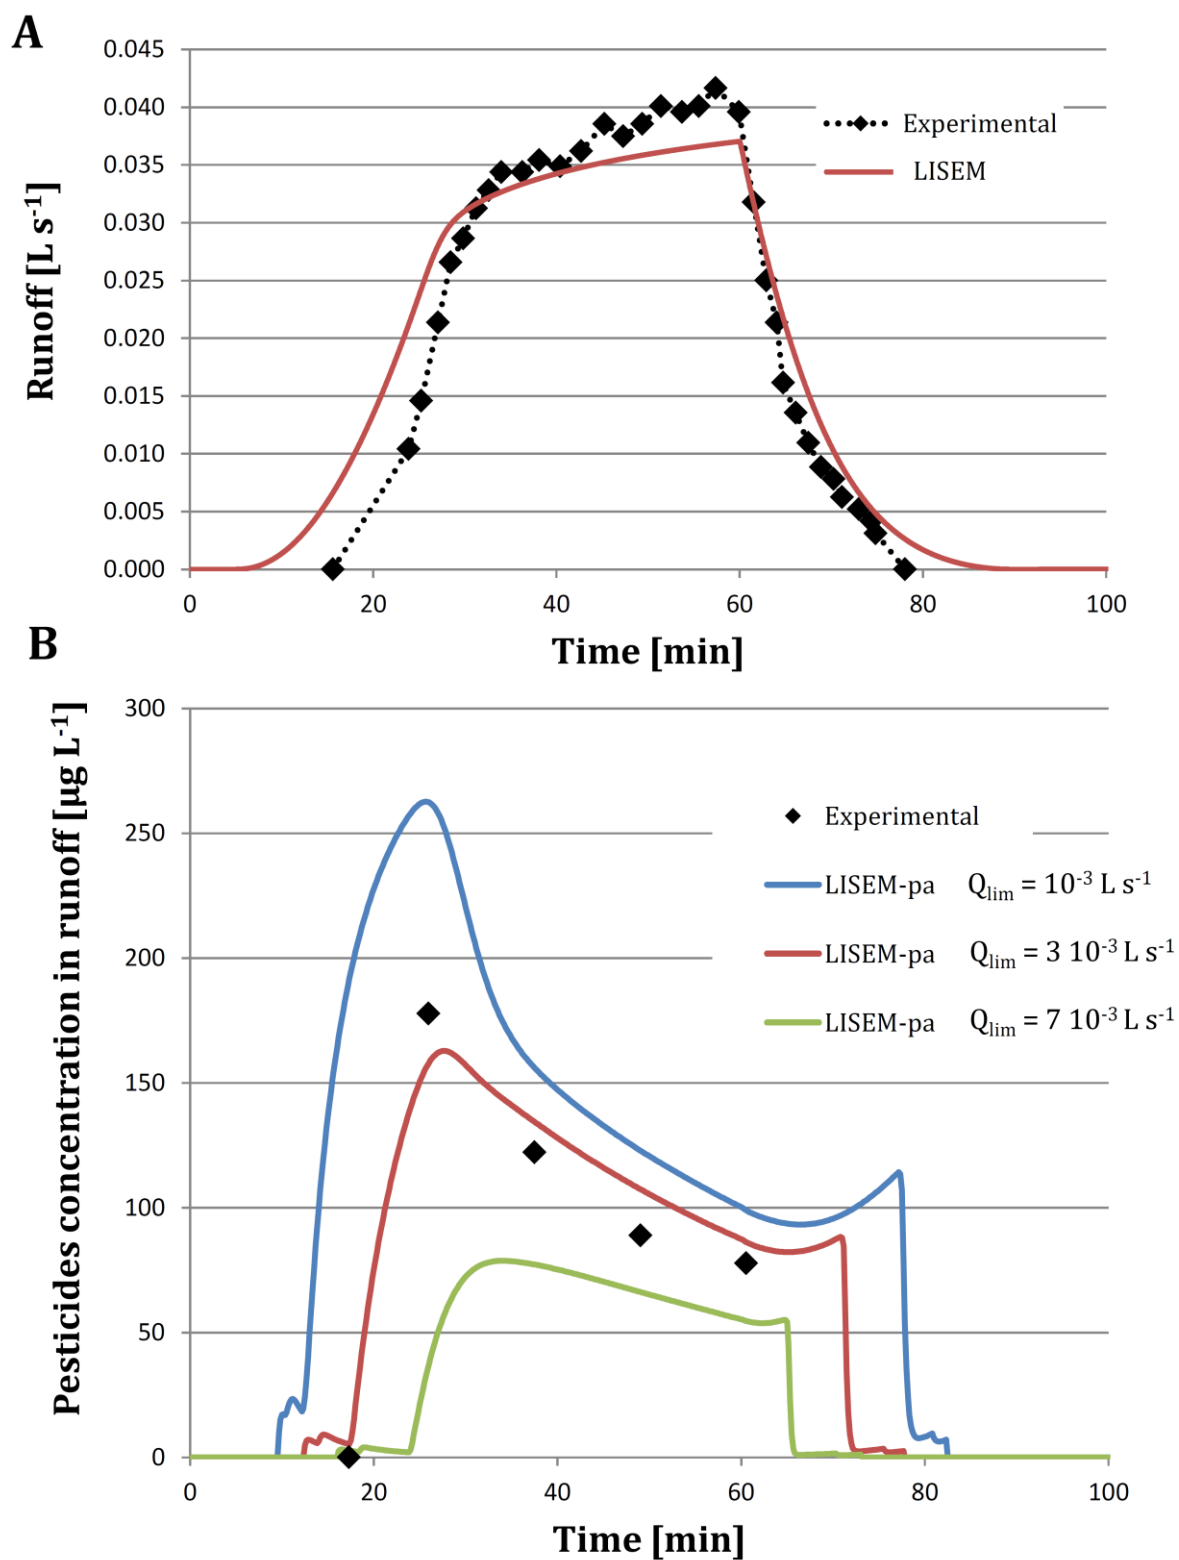 A
Runoff [L s⁻¹]
0.045
0.040
0.035
0.030
0.025
0.020
0.015
0.010
0.005
0.000
Experimental
LISEM
0 20 40 60 80 100
Time [min]
B
Pesticides concentration in runoff [µg L⁻¹]
300
250
200
150
100
50
0
Experimental
LISEM-pa Qlim = 10⁻³ L s⁻¹
LISEM-pa Qlim = 3 10⁻³ L s⁻¹
LISEM-pa Qlim = 7 10⁻³ L s⁻¹
0 20 40 60 80 100
Time [min]